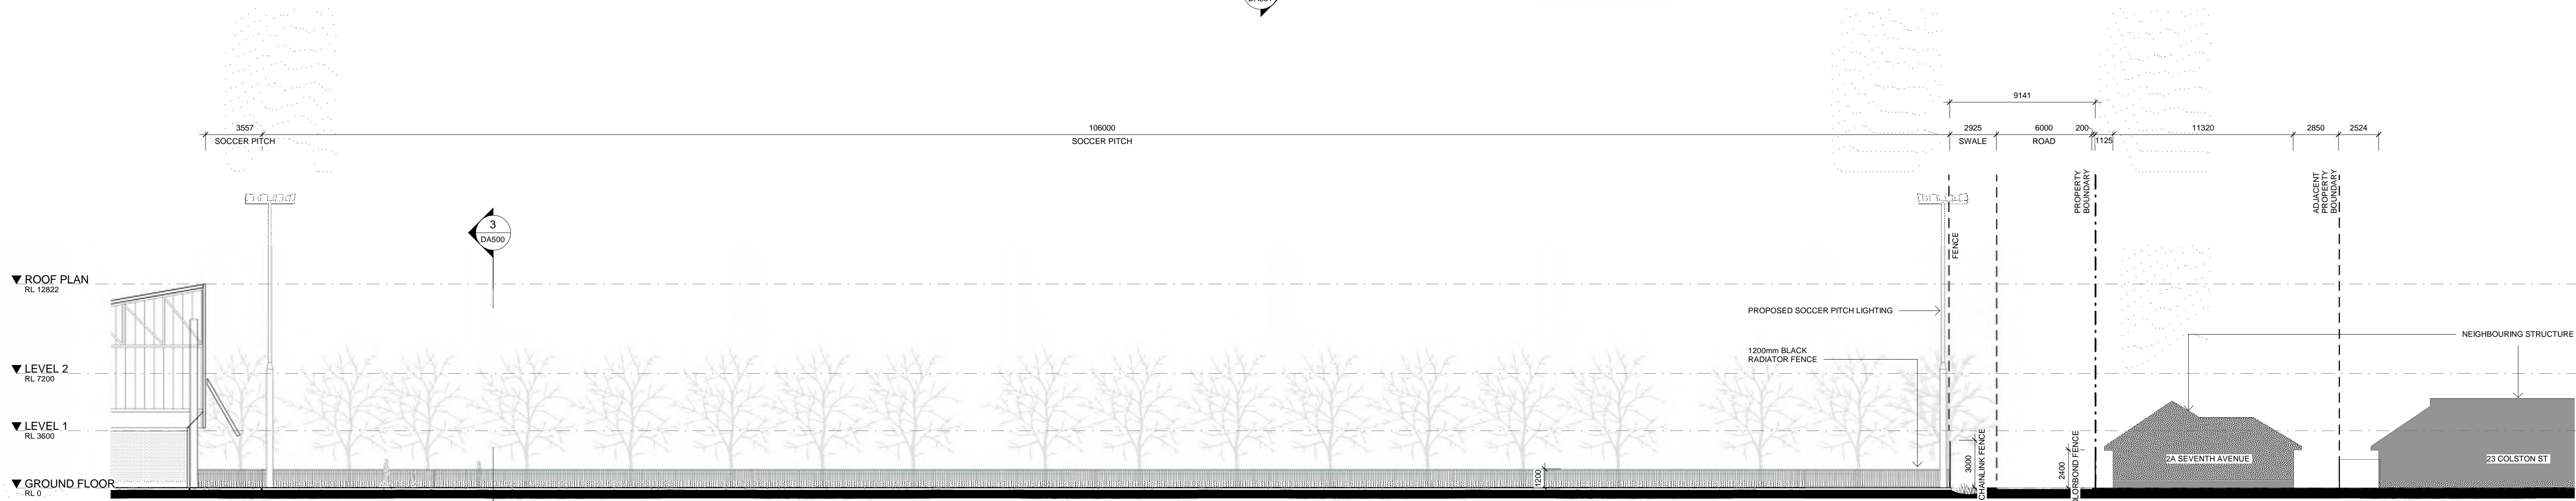 9141
3557
106000
2925
6000
200
11320
2850
2524
SOCCER PITCH
SOCCER PITCH
SWALE
ROAD
1125
PROPERTY
BOUNDARY
ADJACENT
PROPERTY
BOUNDARY
3
DA500
FENCE
ROOF PLAN
RL 12822
PROPOSED SOCCER PITCH LIGHTING
NEIGHBOURING STRUCTURE
1200mm BLACK
RADIATOR FENCE
LEVEL 2
RL 7200
LEVEL 1
RL 3600
3000
CHAINLINK FENCE
2400
OLORBOND FENCE
1200
2A SEVENTH AVENUE
23 COLSTON ST
GROUND FLOOR
RL 0